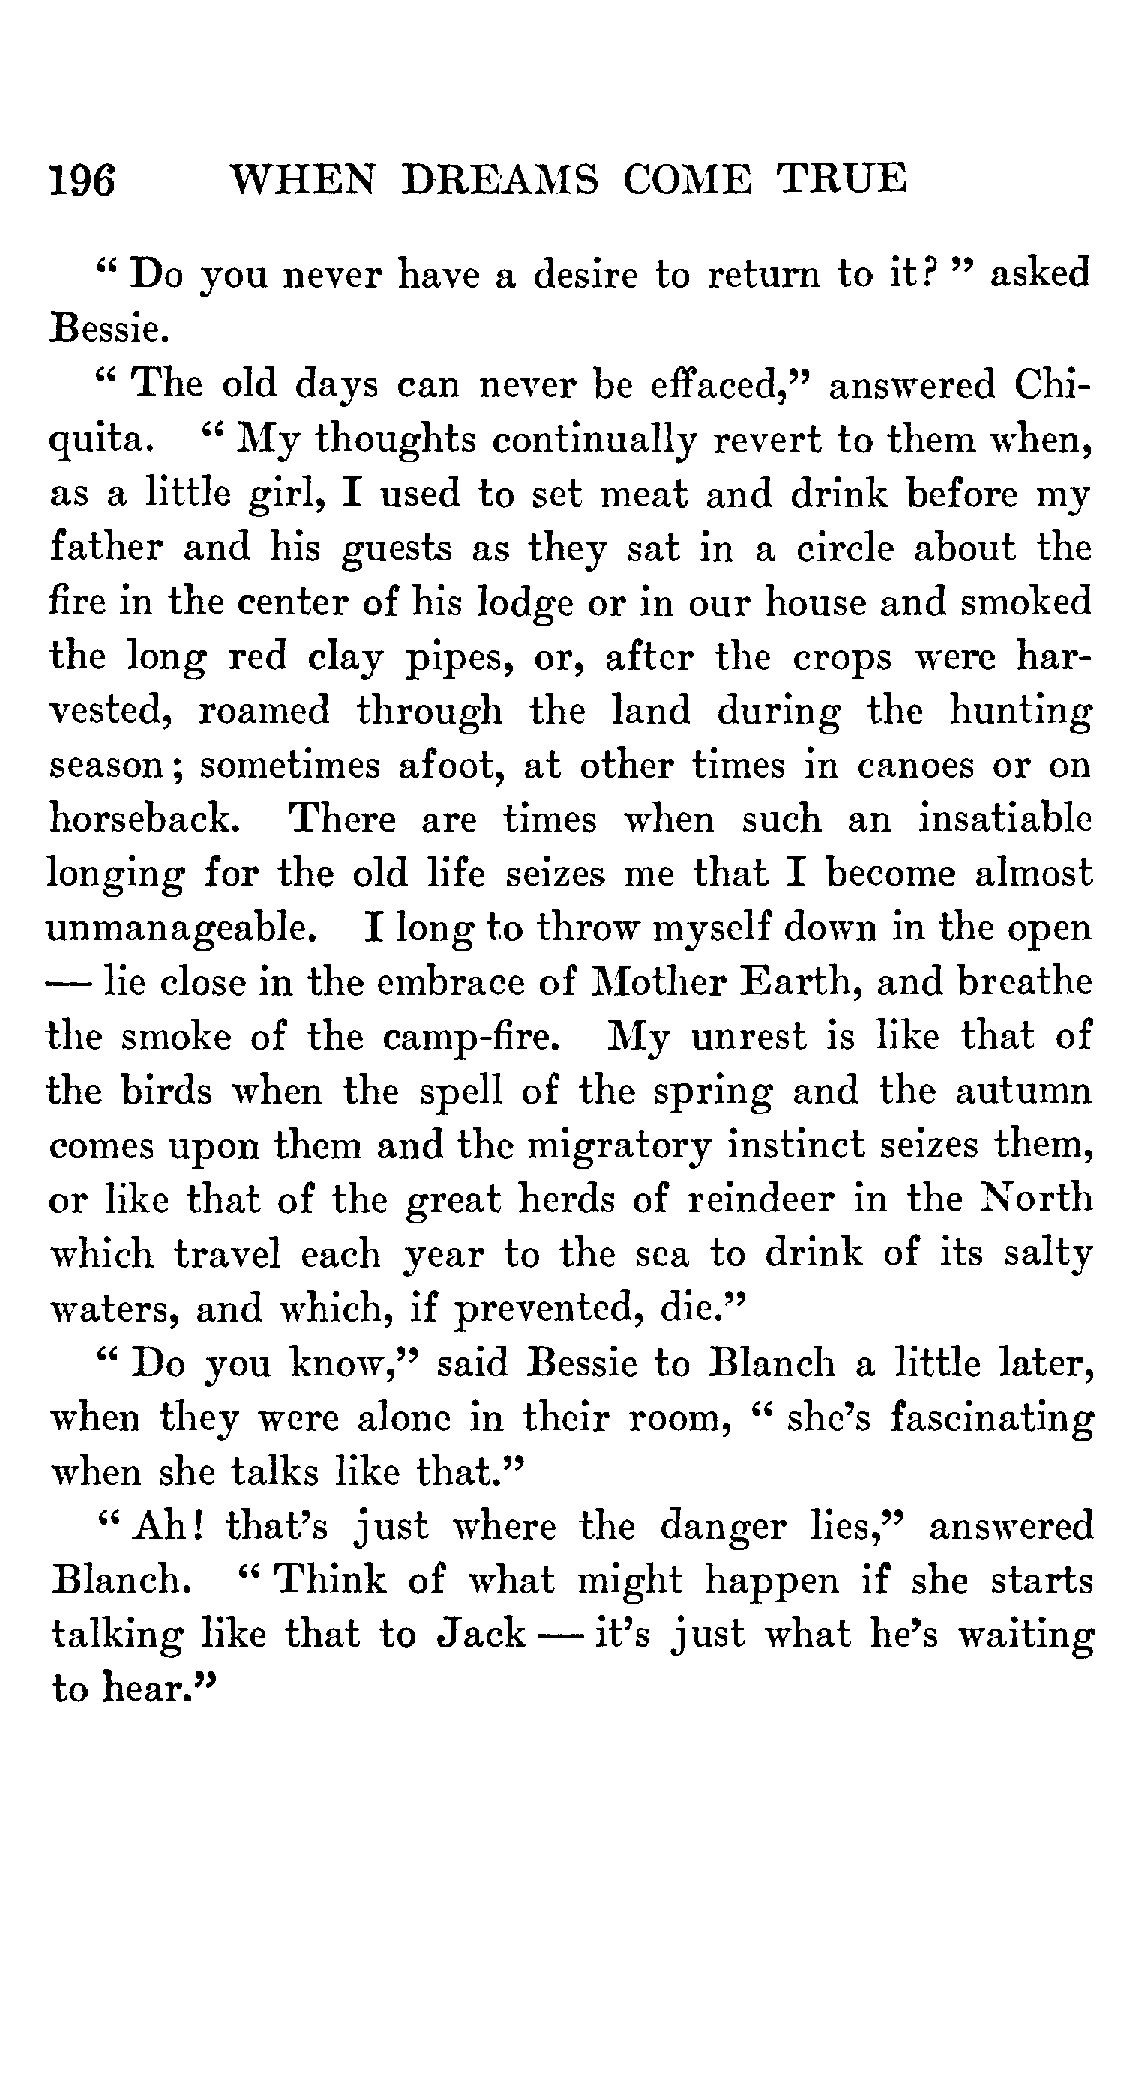 196 WHEN DREAMS COME TRUE
“ Do you never have a desire to return to it? ” asked
Bessie.
“ The old days can never be effaced,” answered Chi-
quita. “ My thoughts continually revert to them when,
as a little girl, I used to set meat and drink before my
father and his guests as they sat in a circle about the
fire in the center of his lodge or in our house and smoked
the long red clay pipes, or, after the crops were har-
vested, roamed through the land during the hunting
season; sometimes afoot, at other times in canoes or on
horseback. There are times when such an insatiable
longing for the old life seizes me that I become almost
unmanageable. I long to throw myself down in the open
— lie close in the embrace of Mother Earth, and breathe
the smoke of the camp-fire. My unrest is like that of
the birds when the spell of the spring and the autumn
comes upon them and the migratory instinct seizes them,
or like that of the great herds of reindeer in the North
which travel each year to the sea to drink of its salty
waters, and which, if prevented, die.”
“ Do you know,” said Bessie to Blanch a little later,
when they were alone in their room, “ she’s fascinating
when she talks like that.”
“ Ah! that’s just where the danger lies,” answered
Blanch. “ Think of what might happen if she starts
talking like that to Jack — it’s just what he’s waiting
to hear.”